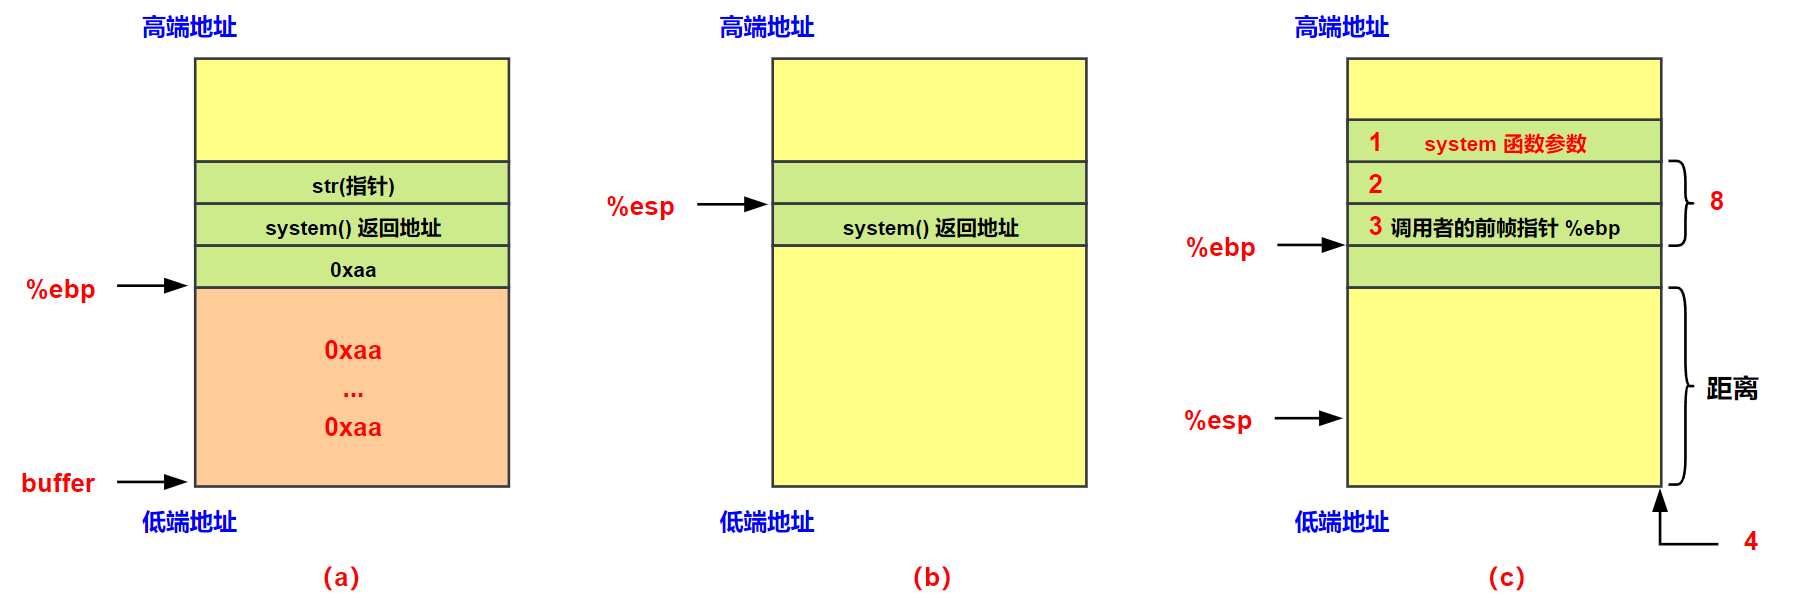 高端地址
str(指针)
system() 返回地址
0xaa
%ebp
0xaa
...
0xaa
buffer
低端地址
(a)
高端地址
%esp
system() 返回地址
低端地址
(b)
高端地址
1 system 函数参数
2
8
3 调用者的前帧指针 %ebp
%ebp
距离
%esp
低端地址
4
(c)